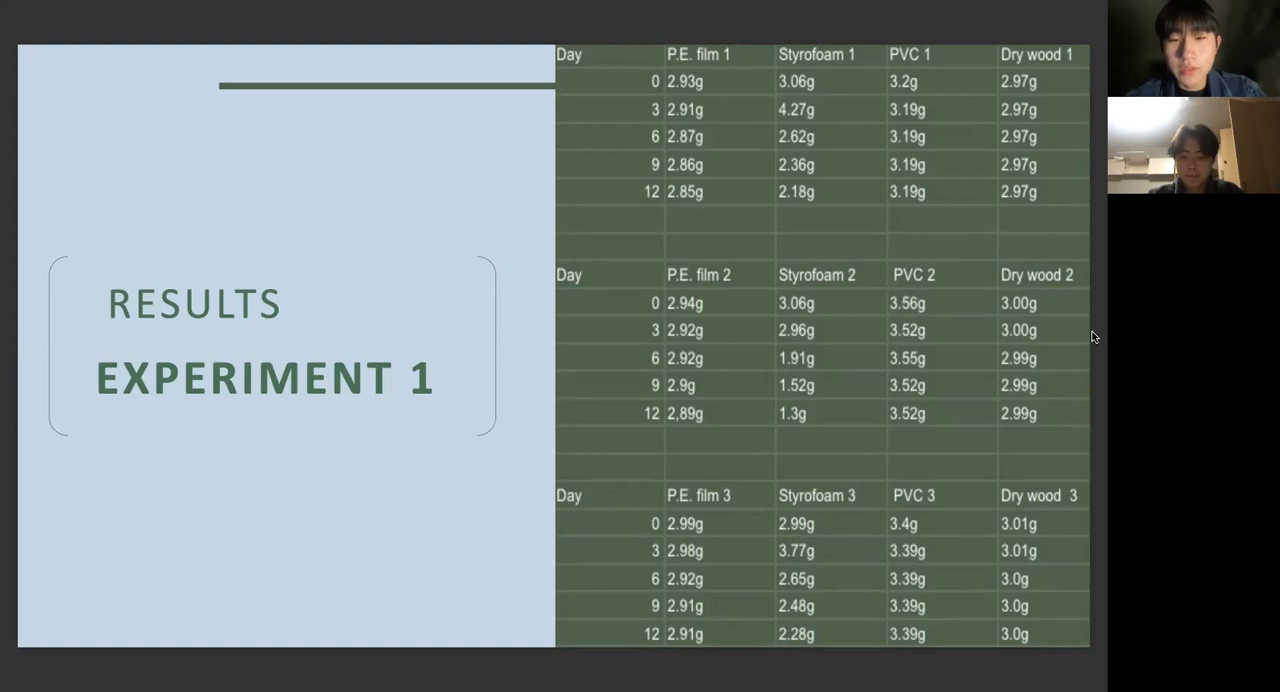 RESULTS
EXPERIMENT 1
Day P.E. film 1 Styrofoam 1 PVC 1 Dry wood 1
0 2.93g 3.06g 3.2g 2.97g
3 2.91g 4.27g 3.19g 2.97g
6 2.87g 2.62g 3.19g 2.97g
9 2.86g 2.36g 3.19g 2.97g
12 2.85g 2.18g 3.19g 2.97g
Day P.E. film 2 Styrofoam 2 PVC 2 Dry wood 2
0 2.94g 3.06g 3.56g 3.00g
3 2.92g 2.96g 3.52g 3.00g
6 2.92g 1.91g 3.55g 2.99g
9 2.9g 1.52g 3.52g 2.99g
12 2,89g 1.3g 3.52g 2.99g
Day P.E. film 3 Styrofoam 3 PVC 3 Dry wood 3
0 2.99g 2.99g 3.4g 3.01g
3 2.98g 3.77g 3.39g 3.01g
6 2.92g 2.65g 3.39g 3.0g
9 2.91g 2.48g 3.39g 3.0g
12 2.91g 2.28g 3.39g 3.0g